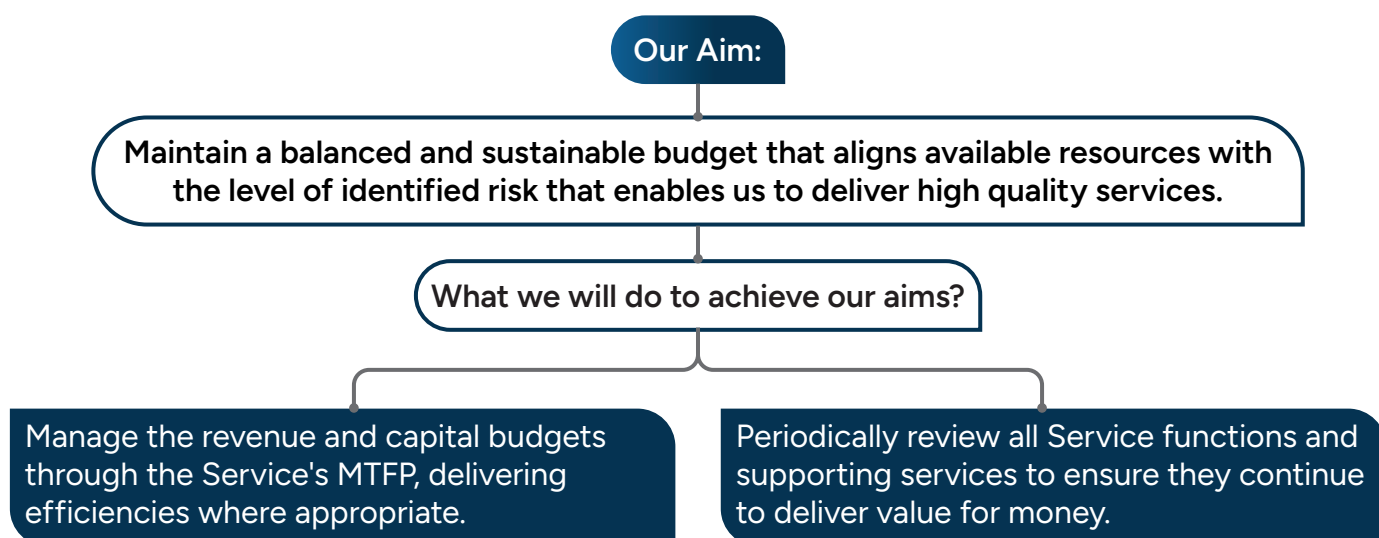 Our Aim:
Maintain a balanced and sustainable budget that aligns available resources with
the level of identified risk that enables us to deliver high quality services.
What we will do to achieve our aims?
Manage the revenue and capital budgets
through the Service's MTFP, delivering
efficiencies where appropriate.
Periodically review all Service functions and
supporting services to ensure they continue
to deliver value for money.